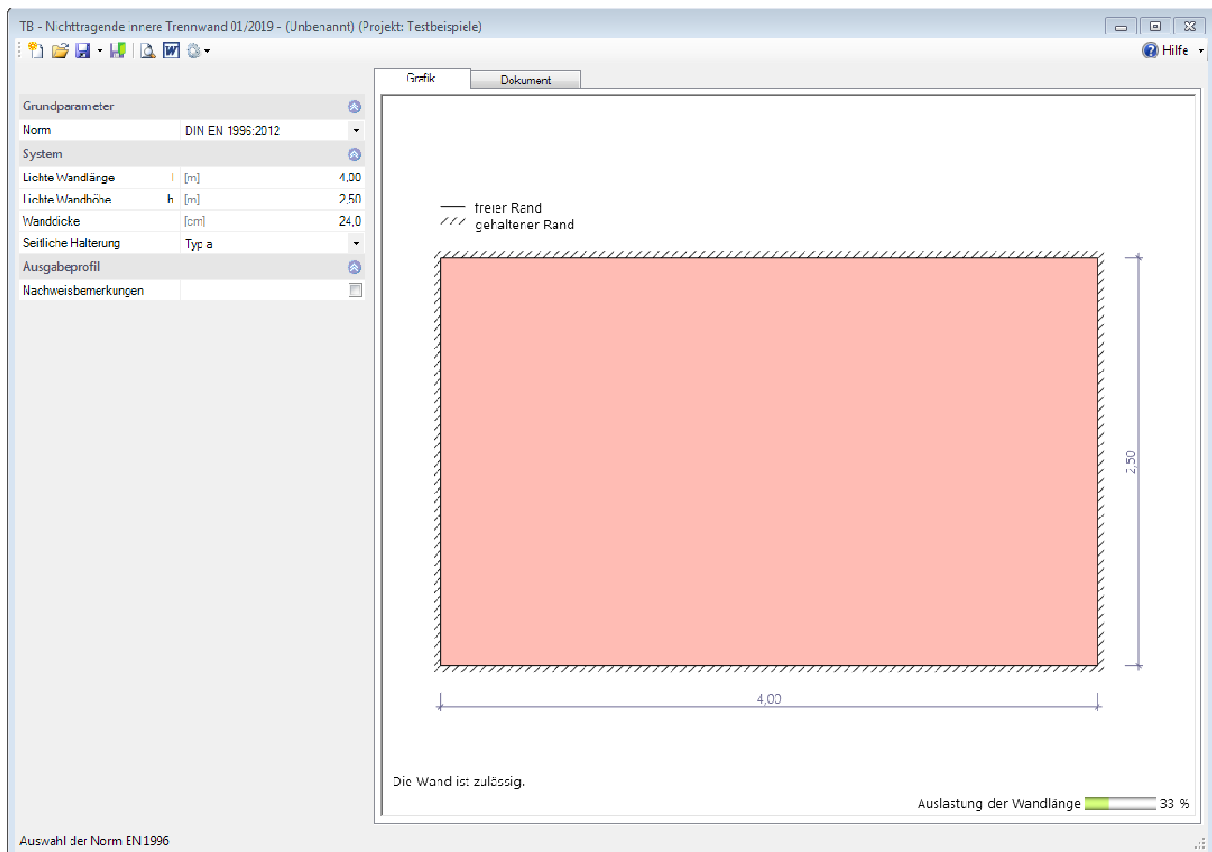 TB - Nichttragende innere Trennwand 01/2019 - (Unbenannt) (Projekt: Testbeispiele)
Hilfe
Grafik Dokument
Grundparameter
Norm DIN EN 1996:2012
System
Lichte Wandlänge l [m] 4,00
Lichte Wandhöhe h [m] 2,50
Wanddicke [cm] 24,0
Seitliche Halterung Typ a
Ausgabeprofil
Nachweisbemerkungen
freier Rand
gehaltener Rand
2,50
4,00
Die Wand ist zulässig.
Auslastung der Wandlänge 33 %
Auswahl der Norm EN 1996